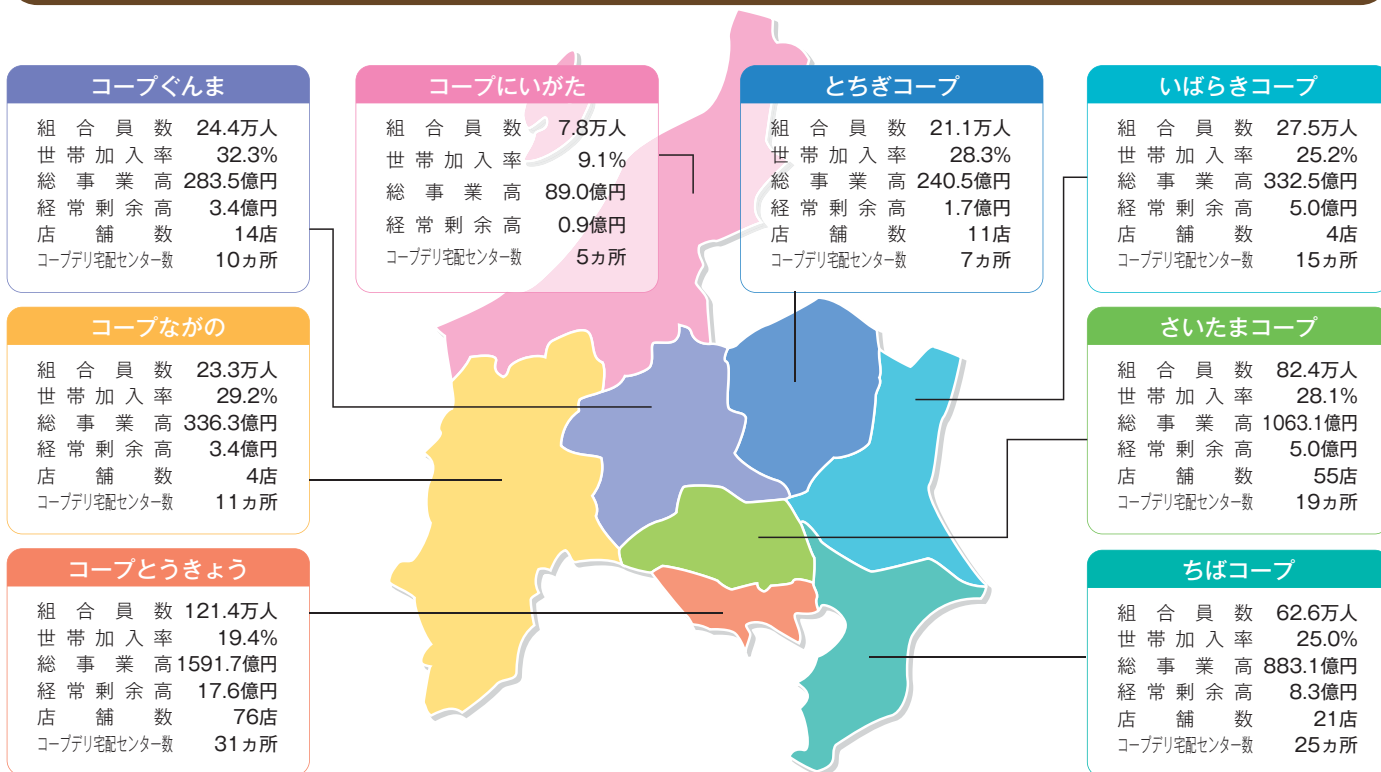 コープぐんま
組合員数 24.4万人
世帯加入率 32.3%
総事業高 283.5億円
経常剰余高 3.4億円
店舗数 14店
コープデリ宅配センター数 10ヵ所
コープにいがた
組合員数 7.8万人
世帯加入率 9.1%
総事業高 89.0億円
経常剰余高 0.9億円
コープデリ宅配センター数 5ヵ所
とちぎコープ
組合員数 21.1万人
世帯加入率 28.3%
総事業高 240.5億円
経常剰余高 1.7億円
店舗数 11店
コープデリ宅配センター数 7ヵ所
いばらきコープ
組合員数 27.5万人
世帯加入率 25.2%
総事業高 332.5億円
経常剰余高 5.0億円
店舗数 4店
コープデリ宅配センター数 15ヵ所
コープながの
組合員数 23.3万人
世帯加入率 29.2%
総事業高 336.3億円
経常剰余高 3.4億円
店舗数 4店
コープデリ宅配センター数 11ヵ所
さいたまコープ
組合員数 82.4万人
世帯加入率 28.1%
総事業高 1063.1億円
経常剰余高 5.0億円
店舗数 55店
コープデリ宅配センター数 19ヵ所
コープとうきょう
組合員数 121.4万人
世帯加入率 19.4%
総事業高 1591.7億円
経常剰余高 17.6億円
店舗数 76店
コープデリ宅配センター数 31ヵ所
ちばコープ
組合員数 62.6万人
世帯加入率 25.0%
総事業高 883.1億円
経常剰余高 8.3億円
店舗数 21店
コープデリ宅配センター数 25ヵ所